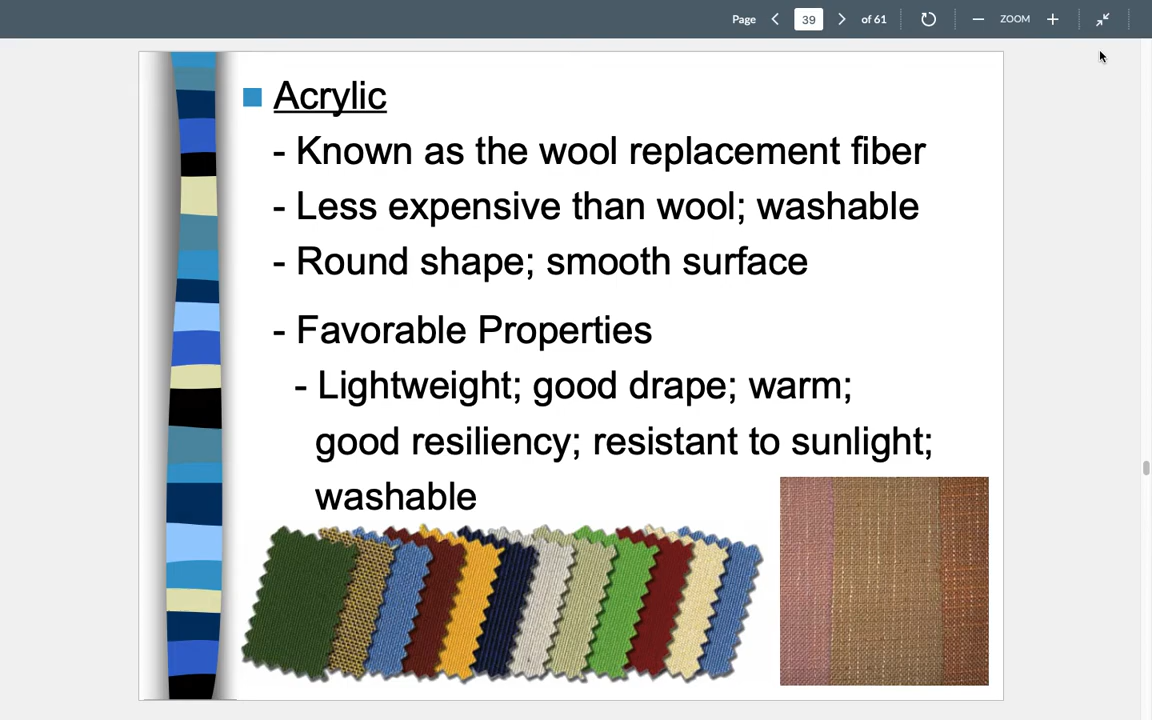 Page 39 of 61 ZOOM
Acrylic
- Known as the wool replacement fiber
- Less expensive than wool; washable
- Round shape; smooth surface
- Favorable Properties
- Lightweight; good drape; warm;
good resiliency; resistant to sunlight;
washable